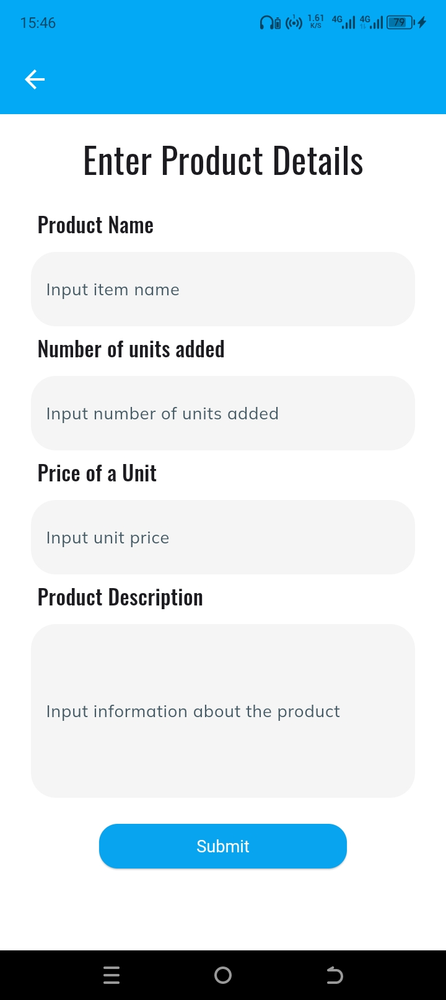 15:46 1 1.61 K/S 4G 4G 79
Enter Product Details
Product Name
Input item name
Number of units added
Input number of units added
Price of a Unit
Input unit price
Product Description
Input information about the product
Submit